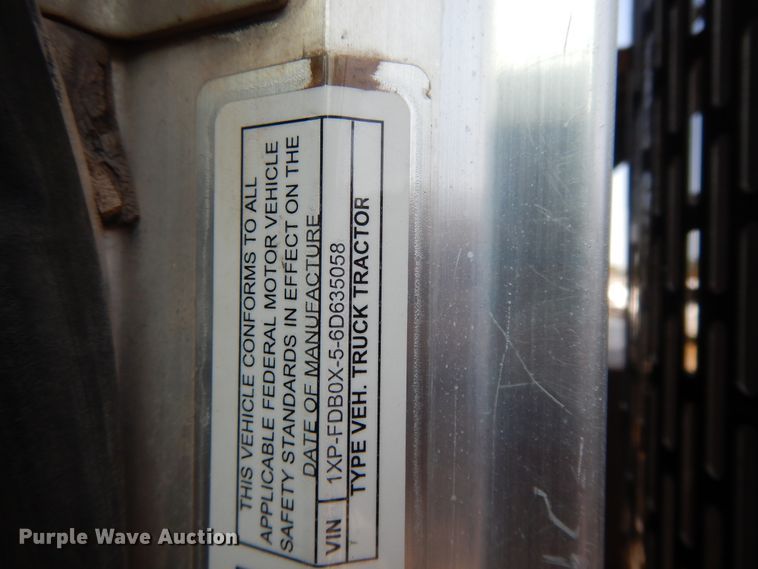 THIS VEHICLE CONFORMS TO ALL
APPLICABLE FEDERAL MOTOR VEHICLE
SAFETY STANDARDS IN EFFECT ON THE
DATE OF MANUFACTURE
VIN 1XP-FDB0X-5-6D635058
TYPE VEH. TRUCK TRACTOR
Purple Wave Auction